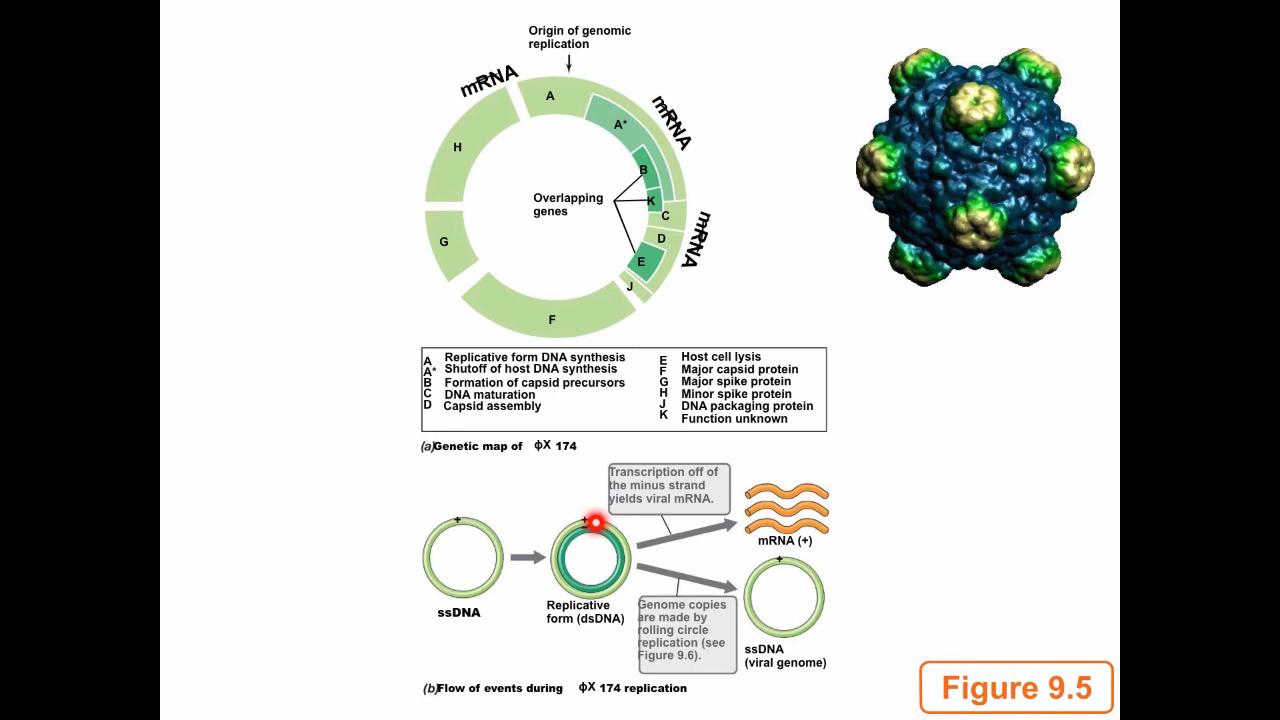 Origin of genomic
replication
mRNA
mRNA
mRNA
A
A*
H
B
K
Overlapping
genes
C
D
G
E
J
F
A Replicative form DNA synthesis
A* Shutoff of host DNA synthesis
B Formation of capsid precursors
C DNA maturation
D Capsid assembly
E Host cell lysis
F Major capsid protein
G Major spike protein
H Minor spike protein
J DNA packaging protein
K Function unknown
(a)Genetic map of ϕX 174
Transcription off of
the minus strand
yields viral mRNA.
+
+
–
mRNA (+)
+
ssDNA
Replicative
form (dsDNA)
Genome copies
are made by
rolling circle
replication (see
Figure 9.6).
ssDNA
(viral genome)
(b)Flow of events during ϕX 174 replication
Figure 9.5